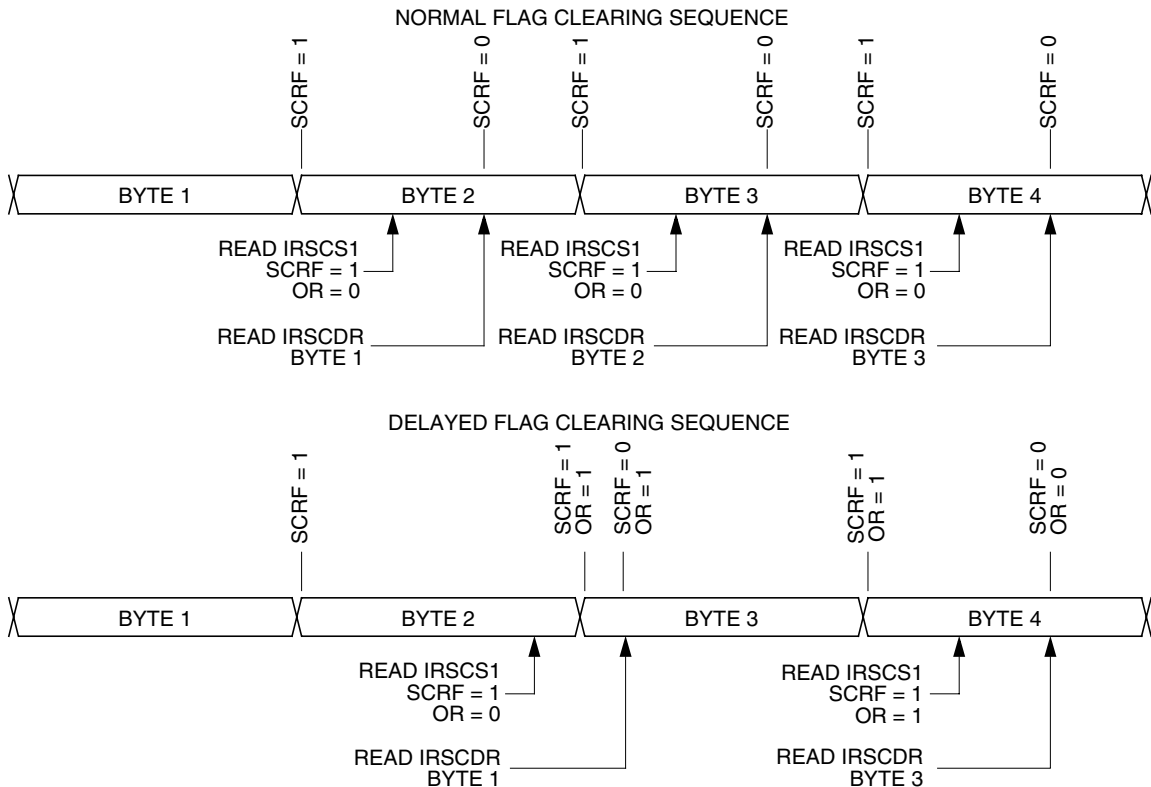 NORMAL FLAG CLEARING SEQUENCE
SCRF = 1
SCRF = 0
SCRF = 1
SCRF = 0
SCRF = 1
SCRF = 0
BYTE 1
BYTE 2
BYTE 3
BYTE 4
READ IRSCS1
SCRF = 1
OR = 0
READ IRSCS1
SCRF = 1
OR = 0
READ IRSCS1
SCRF = 1
OR = 0
READ IRSCDR
BYTE 1
READ IRSCDR
BYTE 2
READ IRSCDR
BYTE 3
DELAYED FLAG CLEARING SEQUENCE
SCRF = 1
SCRF = 1
OR = 1
SCRF = 0
OR = 1
SCRF = 1
OR = 1
SCRF = 0
OR = 0
BYTE 1
BYTE 2
BYTE 3
BYTE 4
READ IRSCS1
SCRF = 1
OR = 0
READ IRSCS1
SCRF = 1
OR = 1
READ IRSCDR
BYTE 1
READ IRSCDR
BYTE 3